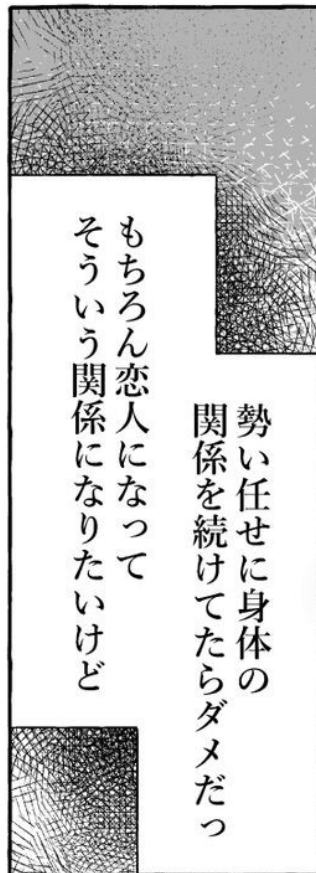 勢い任せに身体の
関係を続けてたらダメだっ
もちろん恋人になって
そういう関係になりたいけど